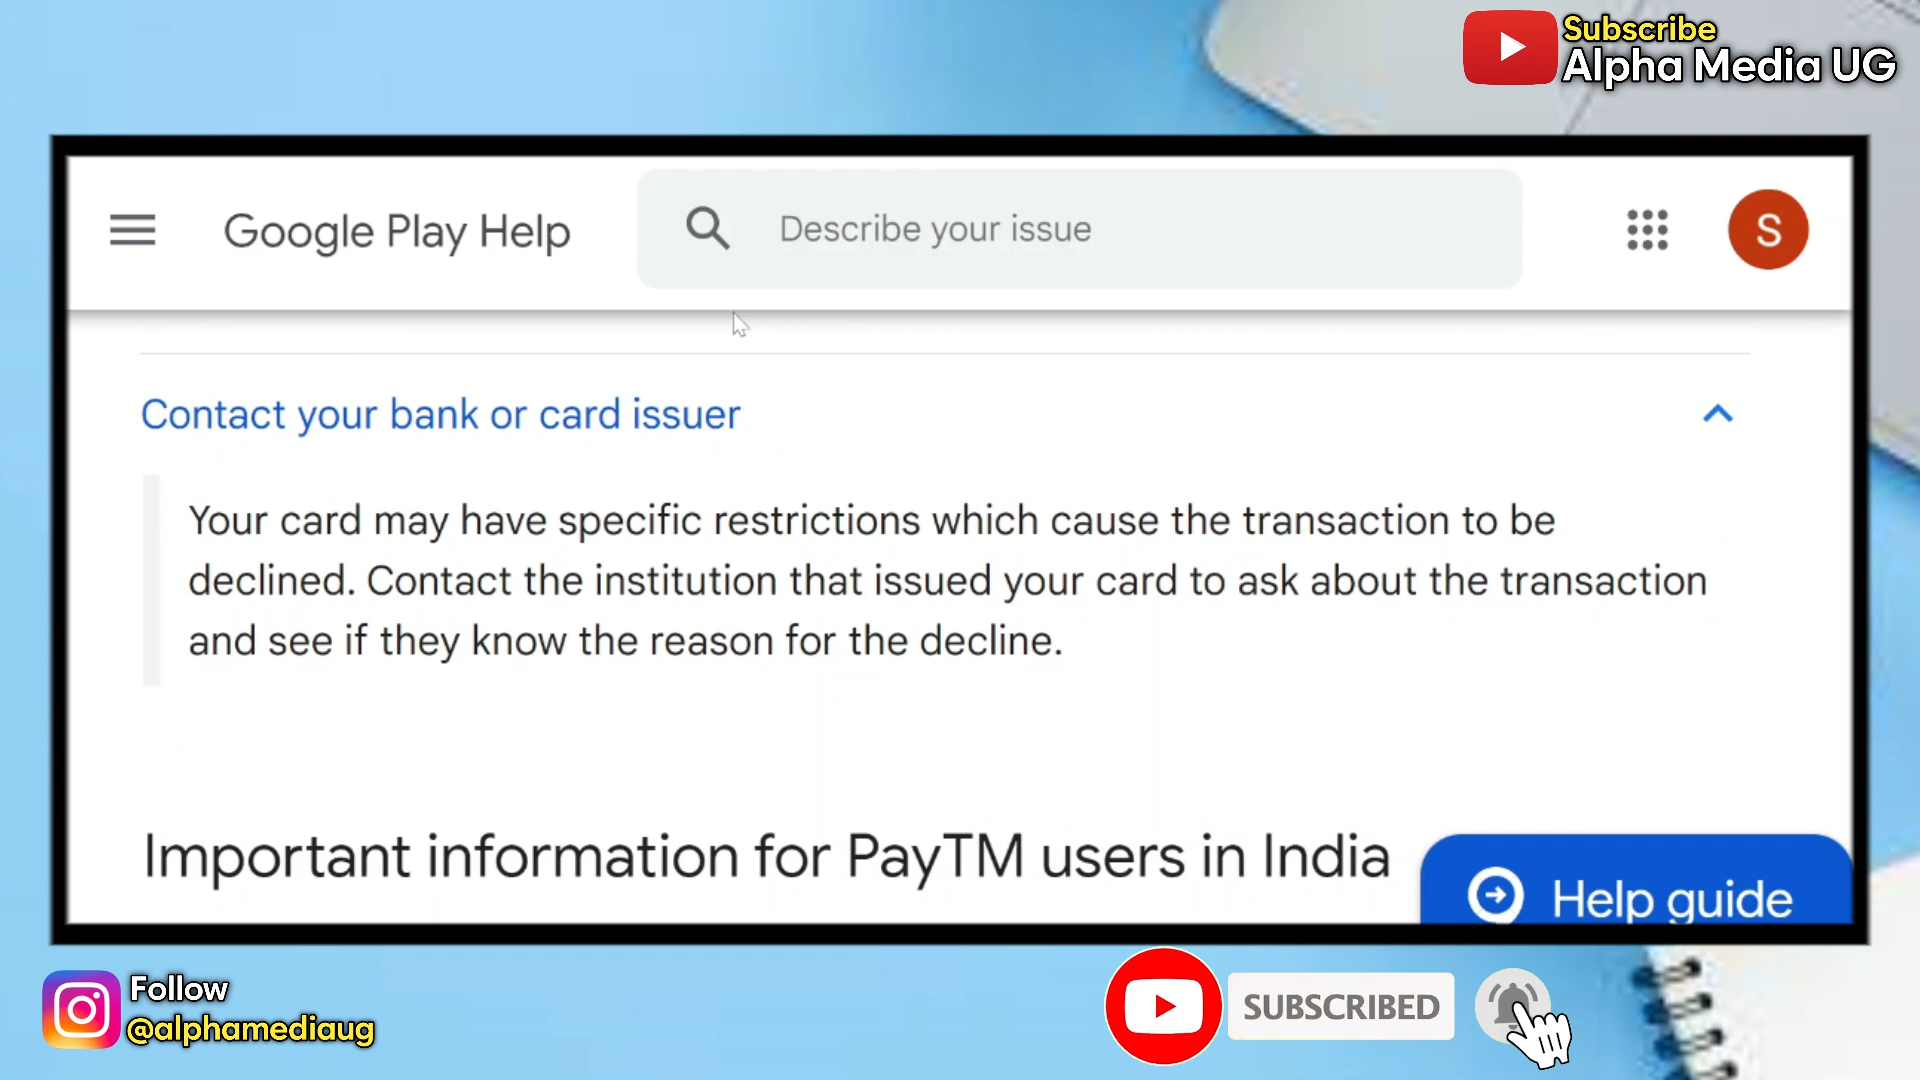 Subscribe
Alpha Media UG
Google Play Help
Describe your issue
S
Contact your bank or card issuer
Your card may have specific restrictions which cause the transaction to be
declined. Contact the institution that issued your card to ask about the transaction
and see if they know the reason for the decline.
Important information for PayTM users in India
Help guide
Follow
@alphamediaug
SUBSCRIBED